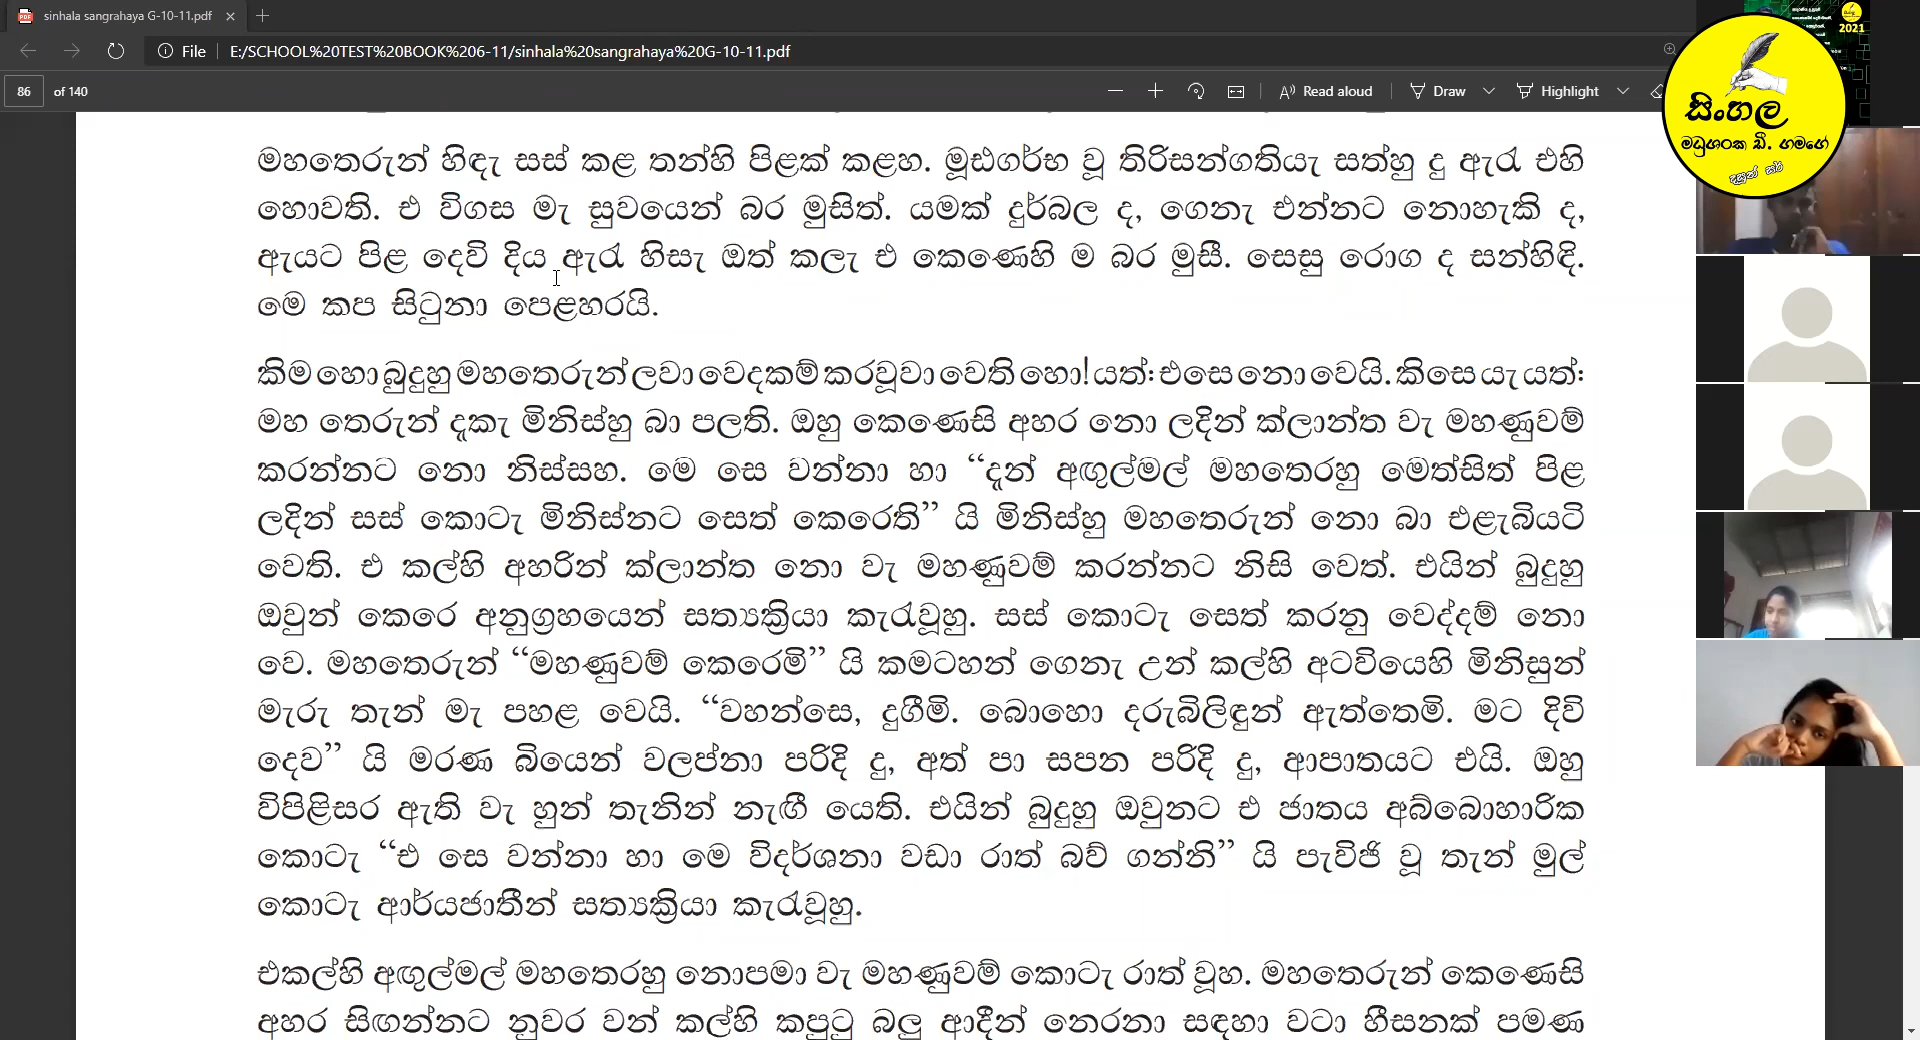 sinhala sangrahaya G-10-11.pdf
File E:/SCHOOL%20TEST%20BOOK%206-11/sinhala%20sangrahaya%20G-10-11.pdf
86 of 140 Read aloud Draw Highlight
2021
සිංහල
මධුශංක ඩී. ගමගේ
දහුන් සර්
මහතෙරුන් හිඳැ සස් කළ තන්හි පිළක් කළහ. මූඪගර්භ වූ තිරිසන්ගතියැ සත්හු දු ඇරැ එහි
හොවති. එ විගස මැ සුවයෙන් බර මුසිත්. යමක් දුර්බල ද, ගෙනැ එන්නට නොහැකි ද,
ඇයට පිළ දෙවි දිය ඇරැ හිසැ ඔත් කලැ එ කෙණෙහි ම බර මුසී. සෙසු රොග ද සන්හිඳි.
මෙ කප සිටුනා පෙළහරයි.
කිම හො බුදුහු මහතෙරුන් ලවා වෙදකම් කරවූවා වෙති හො! යත්: එසෙ නො වෙයි. කිසෙ යැ යත්:
මහ තෙරුන් දැකැ මිනිස්හු බා පලති. ඔහු කෙණෙසි අහර නො ලදින් ක්ලාන්ත වැ මහණුවම්
කරන්නට නො නිස්සහ. මෙ සෙ වන්නා හා “දැන් අඟුල්මල් මහතෙරහු මෙත්සිත් පිළ
ලදින් සස් කොටැ මිනිස්නට සෙත් කෙරෙති” යි මිනිස්හු මහතෙරුන් නො බා එළැබියටි
වෙති. එ කල්හි අහරින් ක්ලාන්ත නො වැ මහණුවම් කරන්නට නිසි වෙත්. එයින් බුදුහු
ඔවුන් කෙරෙ අනුග්‍රහයෙන් සත්‍යක්‍රියා කැරැවූහු. සස් කොටැ සෙත් කරනු වෙද්දම් නො
වෙ. මහතෙරුන් “මහණුවම් කෙරෙමි” යි කමටහන් ගෙනැ උන් කල්හි අටවියෙහි මිනිසුන්
මැරූ තැන් මැ පහළ වෙයි. “වහන්සෙ, දුගීමි. බොහො දරුබිලිඳුන් ඇත්තෙමි. මට දිවි
දෙව” යි මරණ බියෙන් වලප්නා පරිදි දු, අත් පා සපන පරිදි දු, ආපාතයට එයි. ඔහු
විපිළිසර ඇති වැ හුන් තැනින් නැඟී යෙති. එයින් බුදුහු ඔවුනට එ ජාතය අබ්බොහාරික
කොටැ “එ සෙ වන්නා හා මෙ විදර්ශනා වඩා රාත් බව් ගන්නි” යි පැවිජි වූ තැන් මුල්
කොටැ ආර්යජාතීන් සත්‍යක්‍රියා කැරැවූහු.
එකල්හි අඟුල්මල් මහතෙරහු නොපමා වැ මහණුවම් කොටැ රාත් වූහ. මහතෙරුන් කෙණෙසි
අහර සිඟන්නට නුවර වන් කල්හි කපුටු බලු ආදීන් නෙරනා සඳහා වටා හීසනක් පමණ